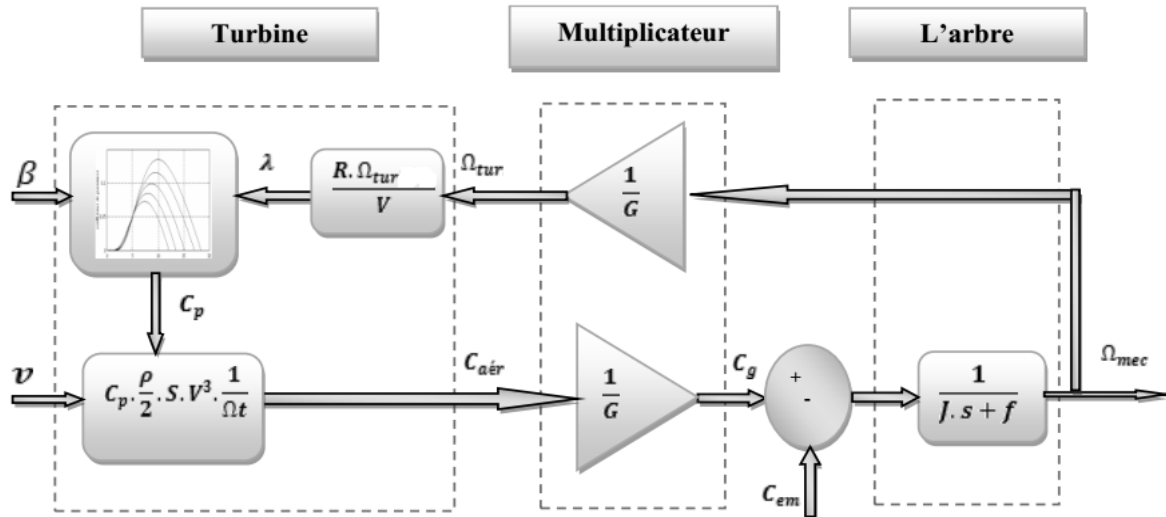 Turbine
Multiplicateur
L'arbre
β
λ
R.Ω_tur / V
Ω_tur
1/G
C_p
v
C_p . ρ/2 . S . V³ . 1/Ωt
C_aér
1/G
C_g
+
-
C_em
1 / (J.s + f)
Ω_mec